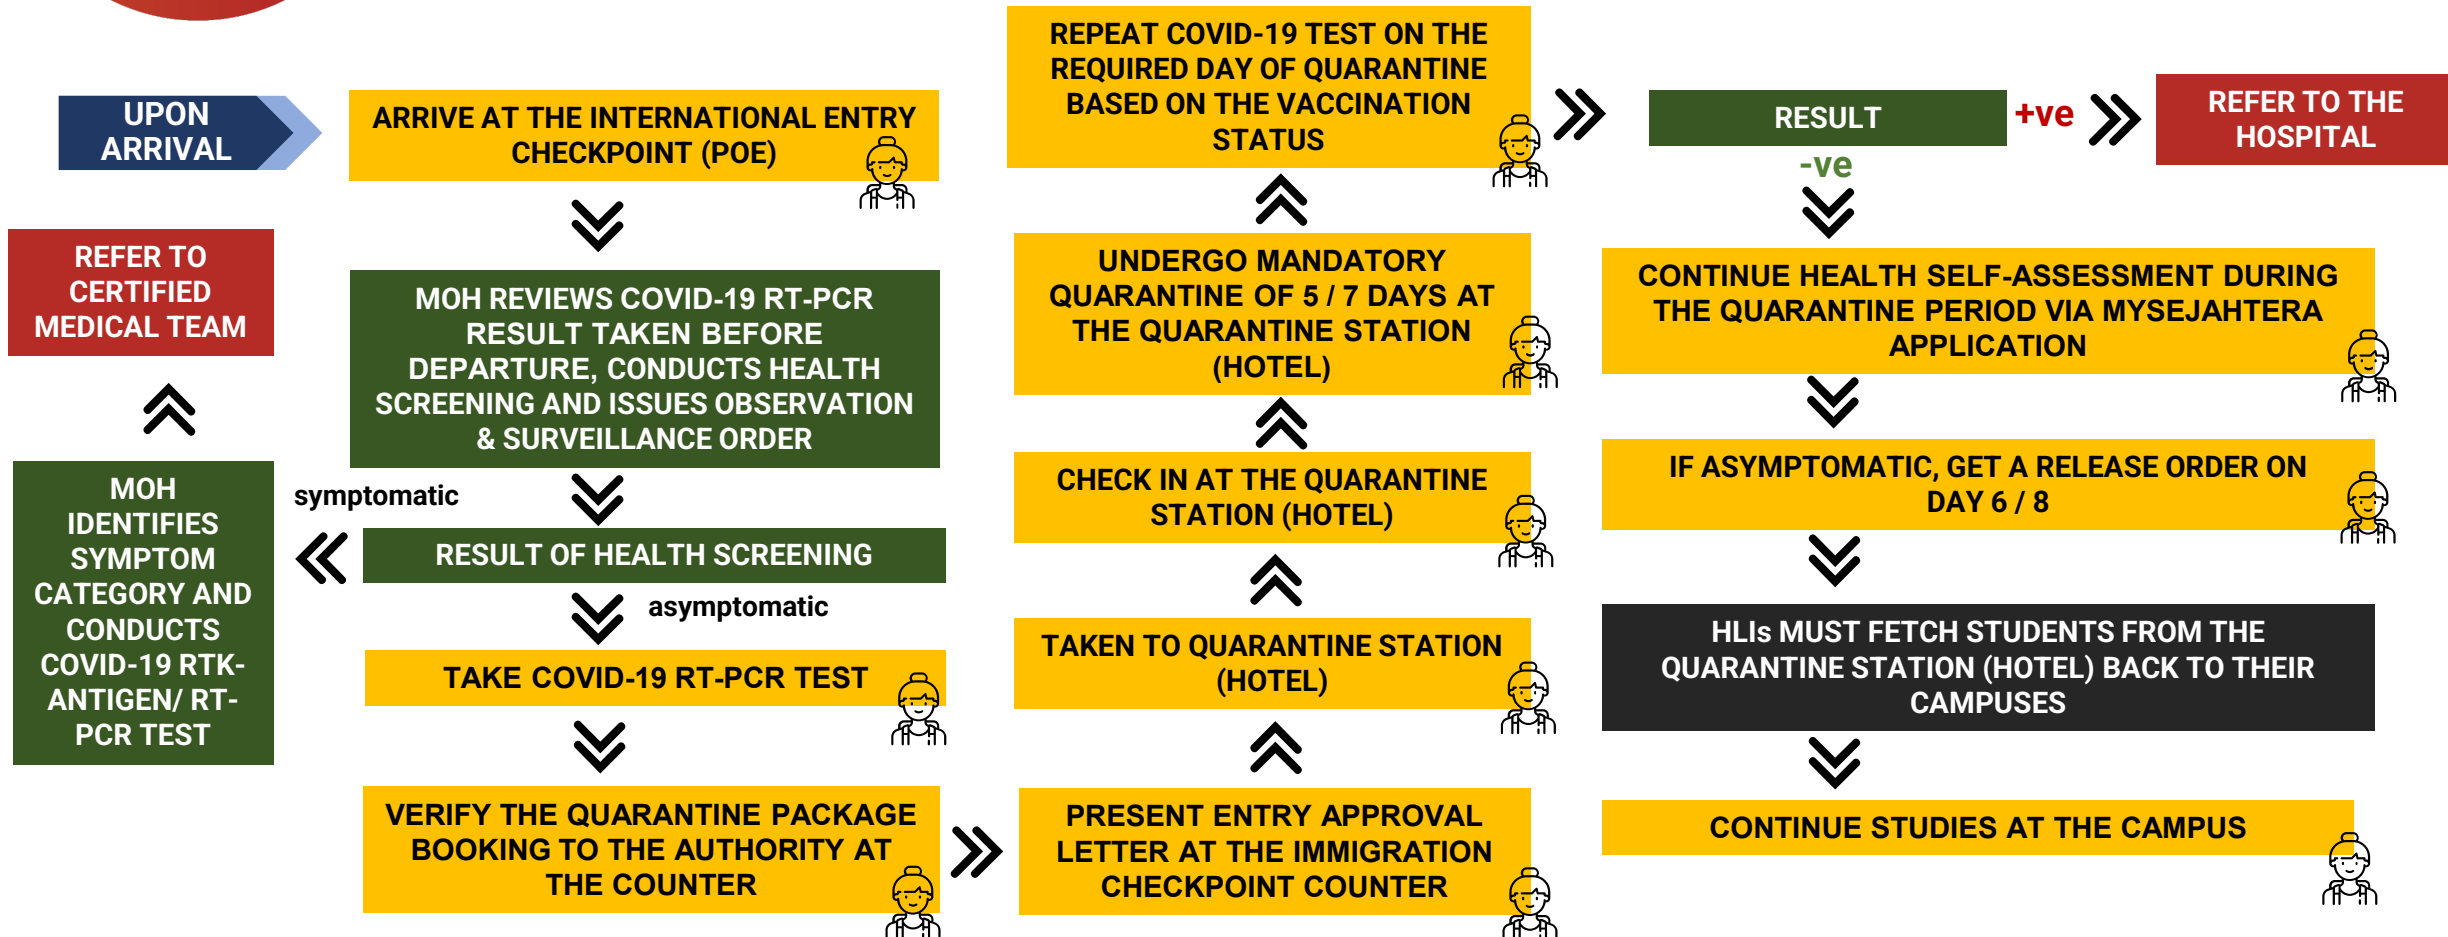 UPON
ARRIVAL
ARRIVE AT THE INTERNATIONAL ENTRY
CHECKPOINT (POE)
MOH REVIEWS COVID-19 RT-PCR
RESULT TAKEN BEFORE
DEPARTURE, CONDUCTS HEALTH
SCREENING AND ISSUES OBSERVATION
& SURVEILLANCE ORDER
RESULT OF HEALTH SCREENING
symptomatic
MOH
IDENTIFIES
SYMPTOM
CATEGORY AND
CONDUCTS
COVID-19 RTK-
ANTIGEN/ RT-
PCR TEST
REFER TO
CERTIFIED
MEDICAL TEAM
asymptomatic
TAKE COVID-19 RT-PCR TEST
VERIFY THE QUARANTINE PACKAGE
BOOKING TO THE AUTHORITY AT
THE COUNTER
PRESENT ENTRY APPROVAL
LETTER AT THE IMMIGRATION
CHECKPOINT COUNTER
TAKEN TO QUARANTINE STATION
(HOTEL)
CHECK IN AT THE QUARANTINE
STATION (HOTEL)
UNDERGO MANDATORY
QUARANTINE OF 5 / 7 DAYS AT
THE QUARANTINE STATION
(HOTEL)
REPEAT COVID-19 TEST ON THE
REQUIRED DAY OF QUARANTINE
BASED ON THE VACCINATION
STATUS
RESULT
+ve
REFER TO THE
HOSPITAL
-ve
CONTINUE HEALTH SELF-ASSESSMENT DURING
THE QUARANTINE PERIOD VIA MYSEJAHTERA
APPLICATION
IF ASYMPTOMATIC, GET A RELEASE ORDER ON
DAY 6 / 8
HLIs MUST FETCH STUDENTS FROM THE
QUARANTINE STATION (HOTEL) BACK TO THEIR
CAMPUSES
CONTINUE STUDIES AT THE CAMPUS